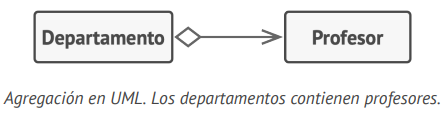 Departamento
Profesor
Agregación en UML. Los departamentos contienen profesores.